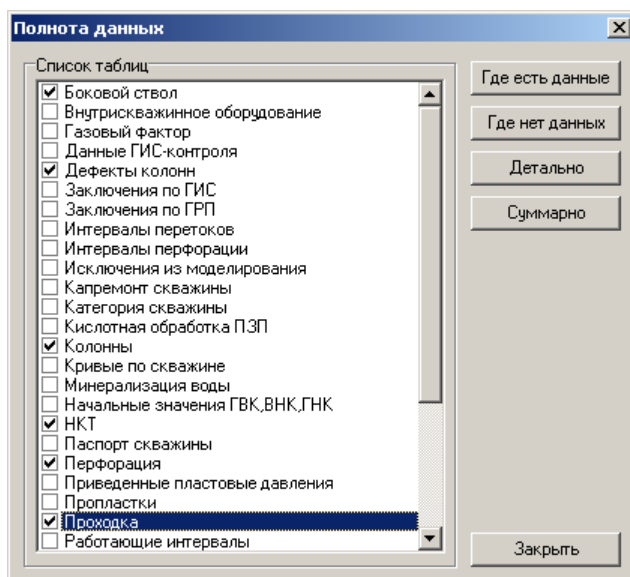 Полнота данных
Список таблиц
Боковой ствол
Внутрискважинное оборудование
Газовый фактор
Данные ГИС-контроля
Дефекты колонн
Заключения по ГИС
Заключения по ГРП
Интервалы перетоков
Интервалы перфорации
Исключения из моделирования
Капремонт скважины
Категория скважины
Кислотная обработка ПЗП
Колонны
Кривые по скважине
Минерализация воды
Начальные значения ГВК,ВНК,ГНК
НКТ
Паспорт скважины
Перфорация
Приведенные пластовые давления
Пропластки
Проходка
Работающие интервалы
Где есть данные
Где нет данных
Детально
Суммарно
Закрыть